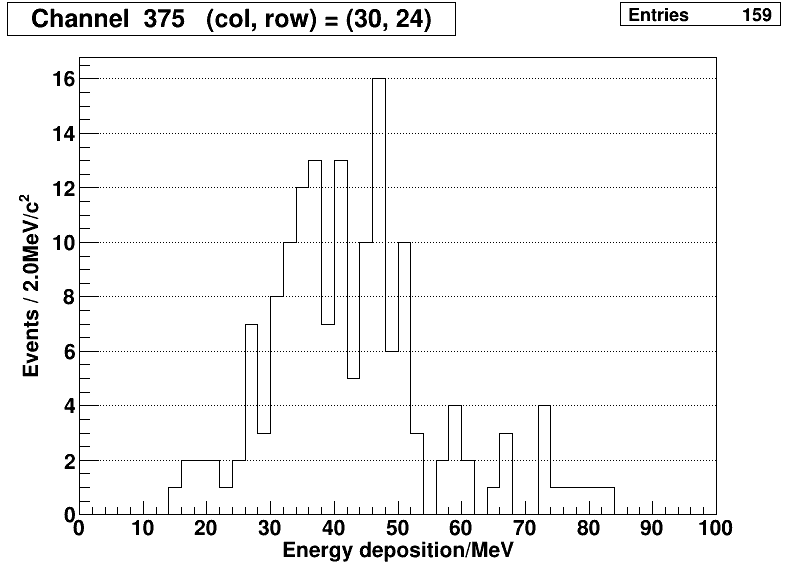 Channel 375 (col, row) = (30, 24)
Entries 159
16
14
12
10
8
6
4
2
0
Events / 2.0MeV/c²
0 10 20 30 40 50 60 70 80 90 100
Energy deposition/MeV